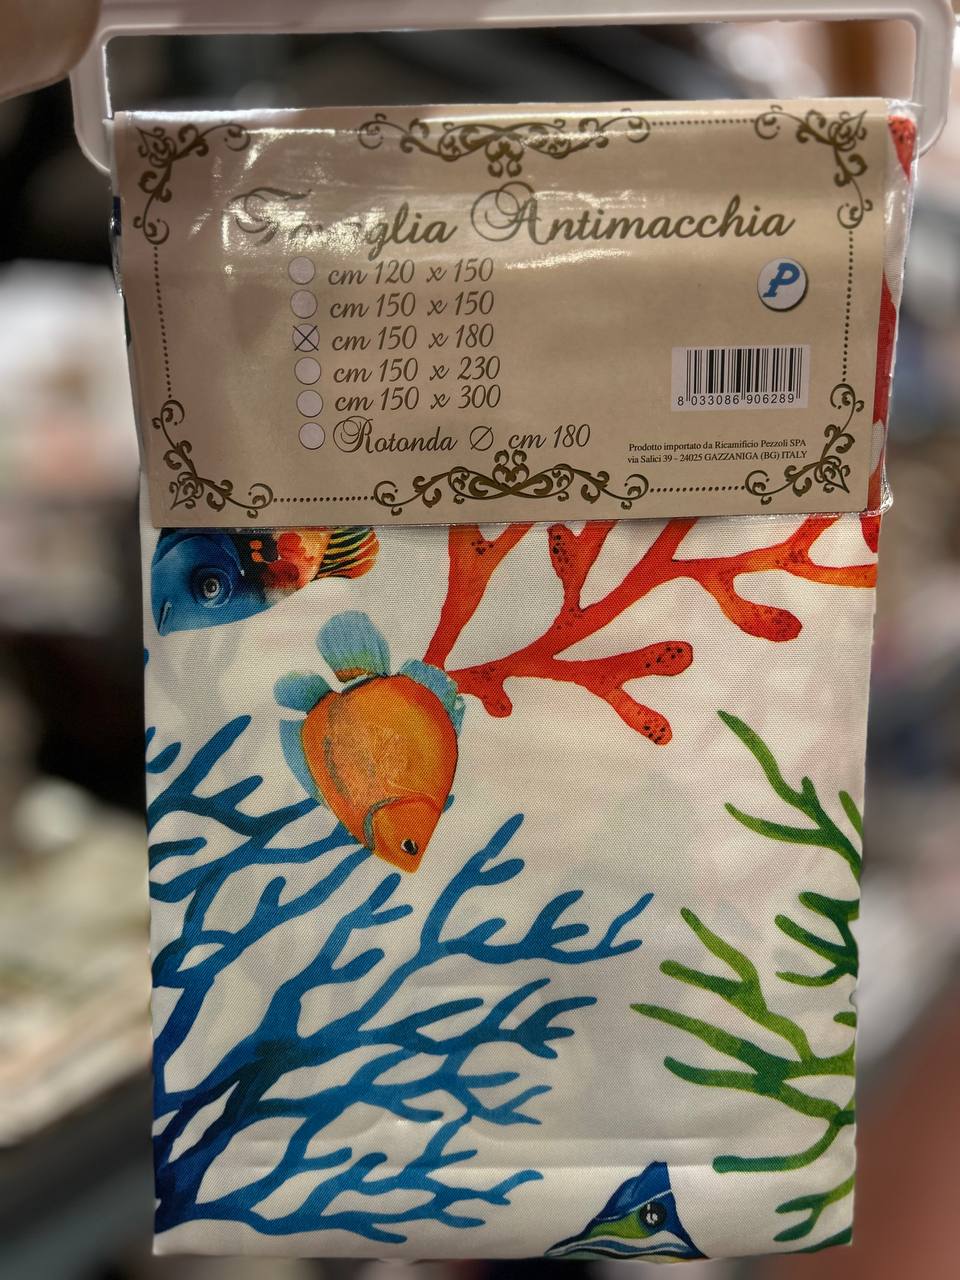 Tovaglia Antimacchia
cm 120 x 150
cm 150 x 150
cm 150 x 180
cm 150 x 230
cm 150 x 300
Rotonda Ø cm 180
P
8 033086 906289
Prodotto importato da Ricamificio Pezzoli SPA
via Salici 39 - 24025 GAZZANIGA (BG) ITALY